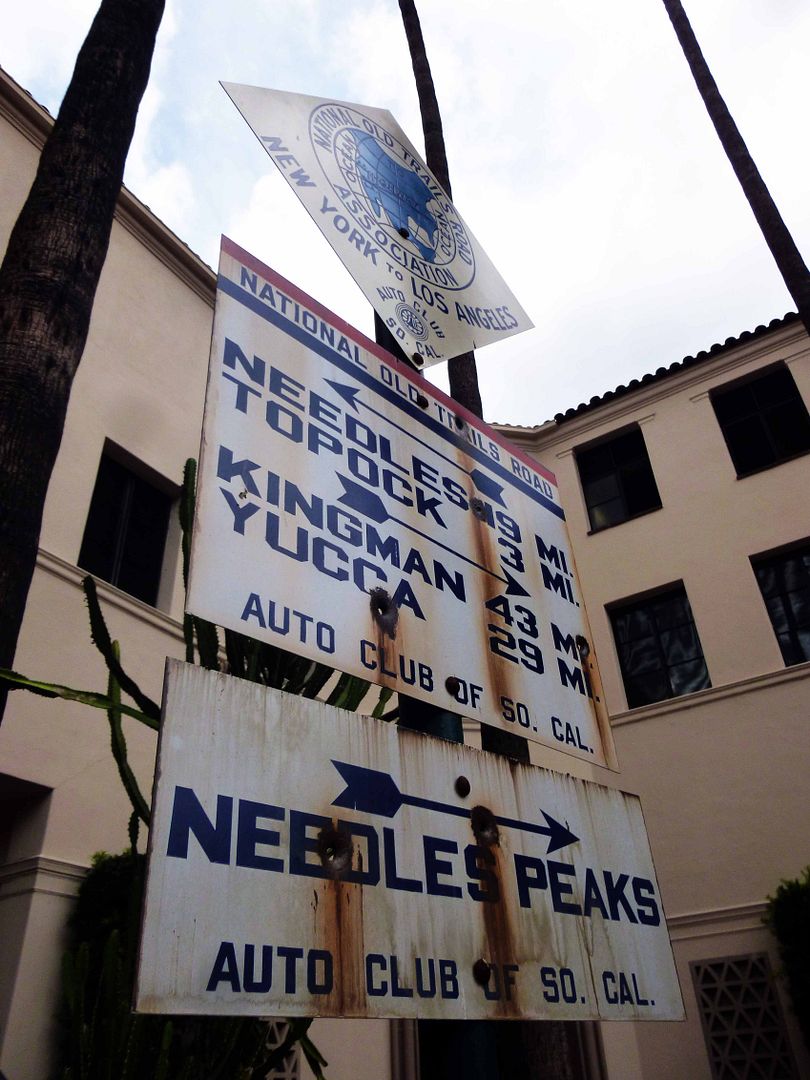 NATIONAL OLD TRAILS ROAD
ASSOCIATION
OCEAN
OCEAN
NEW YORK TO LOS ANGELES
AUTO CLUB
SO. CAL.
NATIONAL OLD TRAILS ROAD
NEEDLES 19 MI.
TOPOCK 3 MI.
KINGMAN 43 MI.
YUCCA 29 MI.
AUTO CLUB OF SO. CAL.
NEEDLES PEAKS
AUTO CLUB OF SO. CAL.